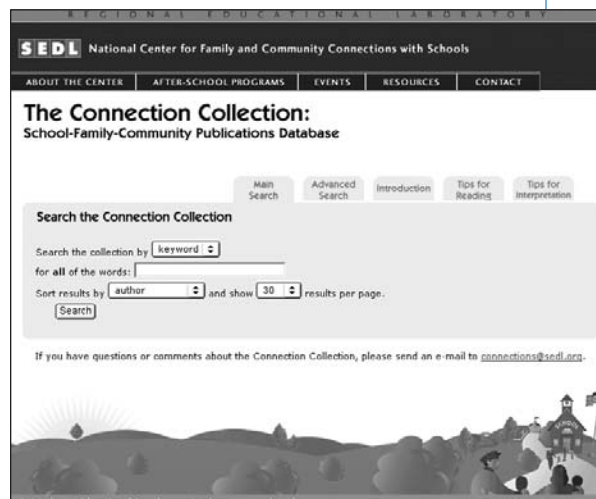 REGIONAL EDUCATIONAL LABORATORY
SEDL National Center for Family and Community Connections with Schools
ABOUT THE CENTER AFTER-SCHOOL PROGRAMS EVENTS RESOURCES CONTACT
The Connection Collection:
School-Family-Community Publications Database
Main Search Advanced Search Introduction Tips for Reading Tips for Interpretation
Search the Connection Collection
Search the collection by keyword
for all of the words:
Sort results by author and show 30 results per page.
Search
If you have questions or comments about the Connection Collection, please send an e-mail to connections@sedl.org.
SCHOOL